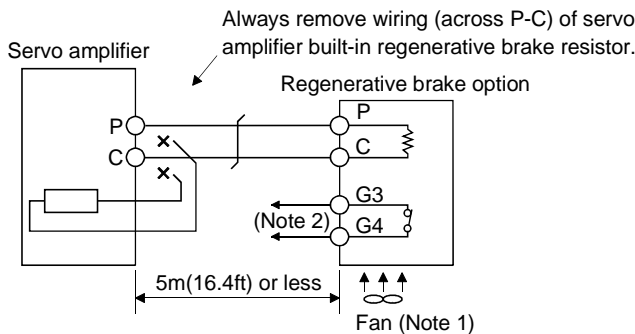 Always remove wiring (across P-C) of servo
amplifier built-in regenerative brake resistor.
Servo amplifier
Regenerative brake option
P
P
C
C
G3
(Note 2)
G4
5m(16.4ft) or less
Fan (Note 1)